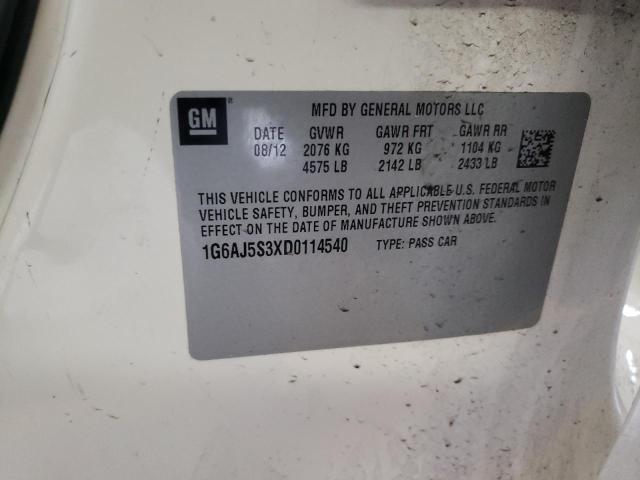 GM
MFD BY GENERAL MOTORS LLC
DATE GVWR GAWR FRT GAWR RR
08/12 2076 KG 972 KG 1104 KG
4575 LB 2142 LB 2433 LB
THIS VEHICLE CONFORMS TO ALL APPLICABLE U.S. FEDERAL MOTOR
VEHICLE SAFETY, BUMPER, AND THEFT PREVENTION STANDARDS IN
EFFECT ON THE DATE OF MANUFACTURE SHOWN ABOVE.
1G6AJ5S3XD0114540 TYPE: PASS CAR